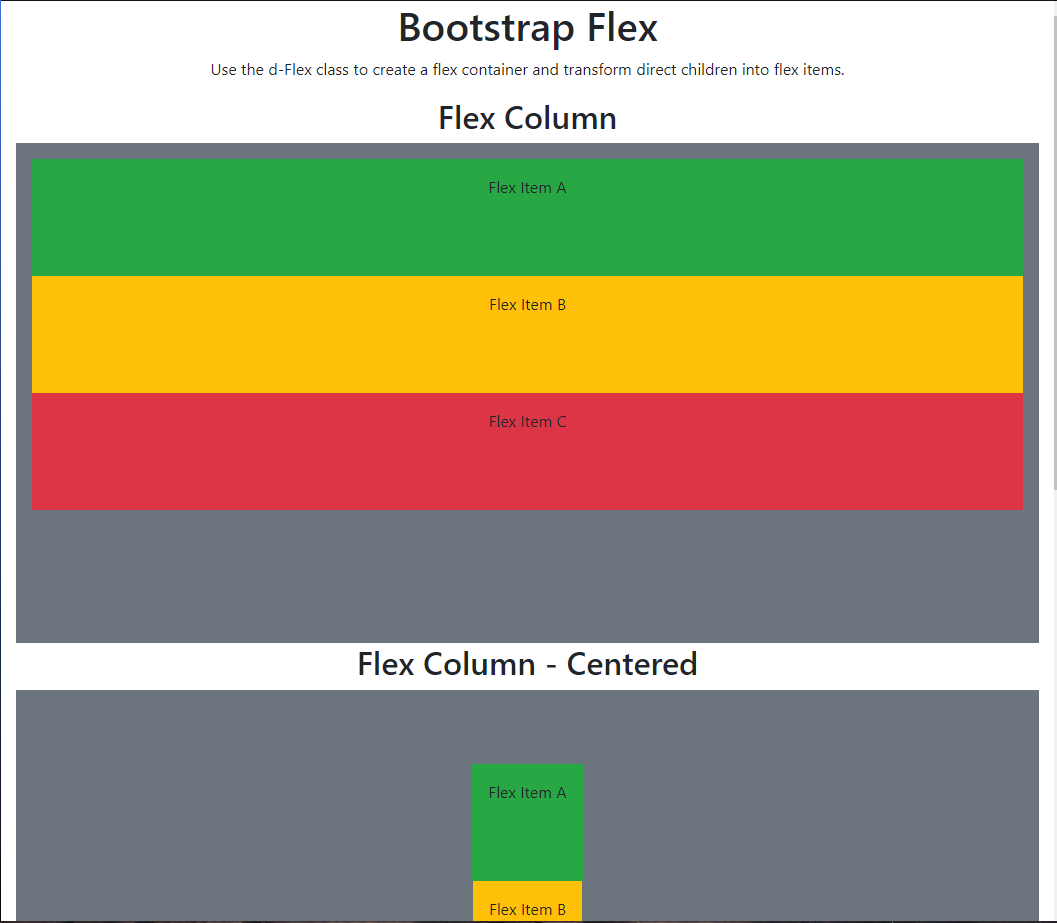 Bootstrap Flex
Use the d-Flex class to create a flex container and transform direct children into flex items.
Flex Column
Flex Item A
Flex Item B
Flex Item C
Flex Column - Centered
Flex Item A
Flex Item B